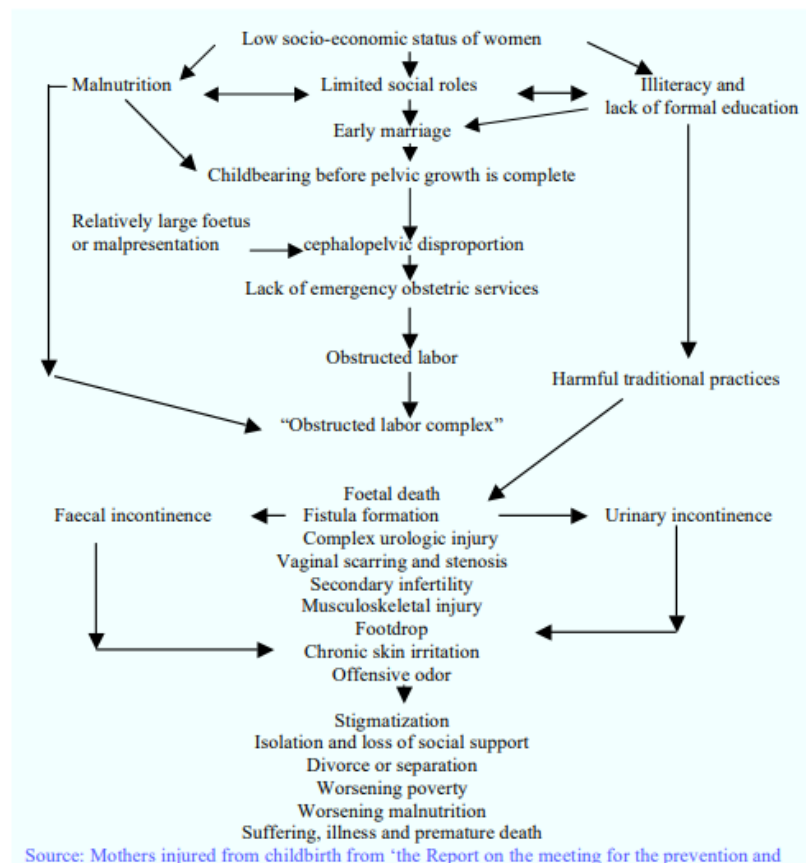 Low socio-economic status of women
Malnutrition
Limited social roles
Illiteracy and
lack of formal education
Early marriage
Childbearing before pelvic growth is complete
Relatively large foetus
or malpresentation
cephalopelvic disproportion
Lack of emergency obstetric services
Obstructed labor
Harmful traditional practices
“Obstructed labor complex”
Foetal death
Faecal incontinence
Fistula formation
Urinary incontinence
Complex urologic injury
Vaginal scarring and stenosis
Secondary infertility
Musculoskeletal injury
Footdrop
Chronic skin irritation
Offensive odor
Stigmatization
Isolation and loss of social support
Divorce or separation
Worsening poverty
Worsening malnutrition
Suffering, illness and premature death
Source: Mothers injured from childbirth from ‘the Report on the meeting for the prevention and